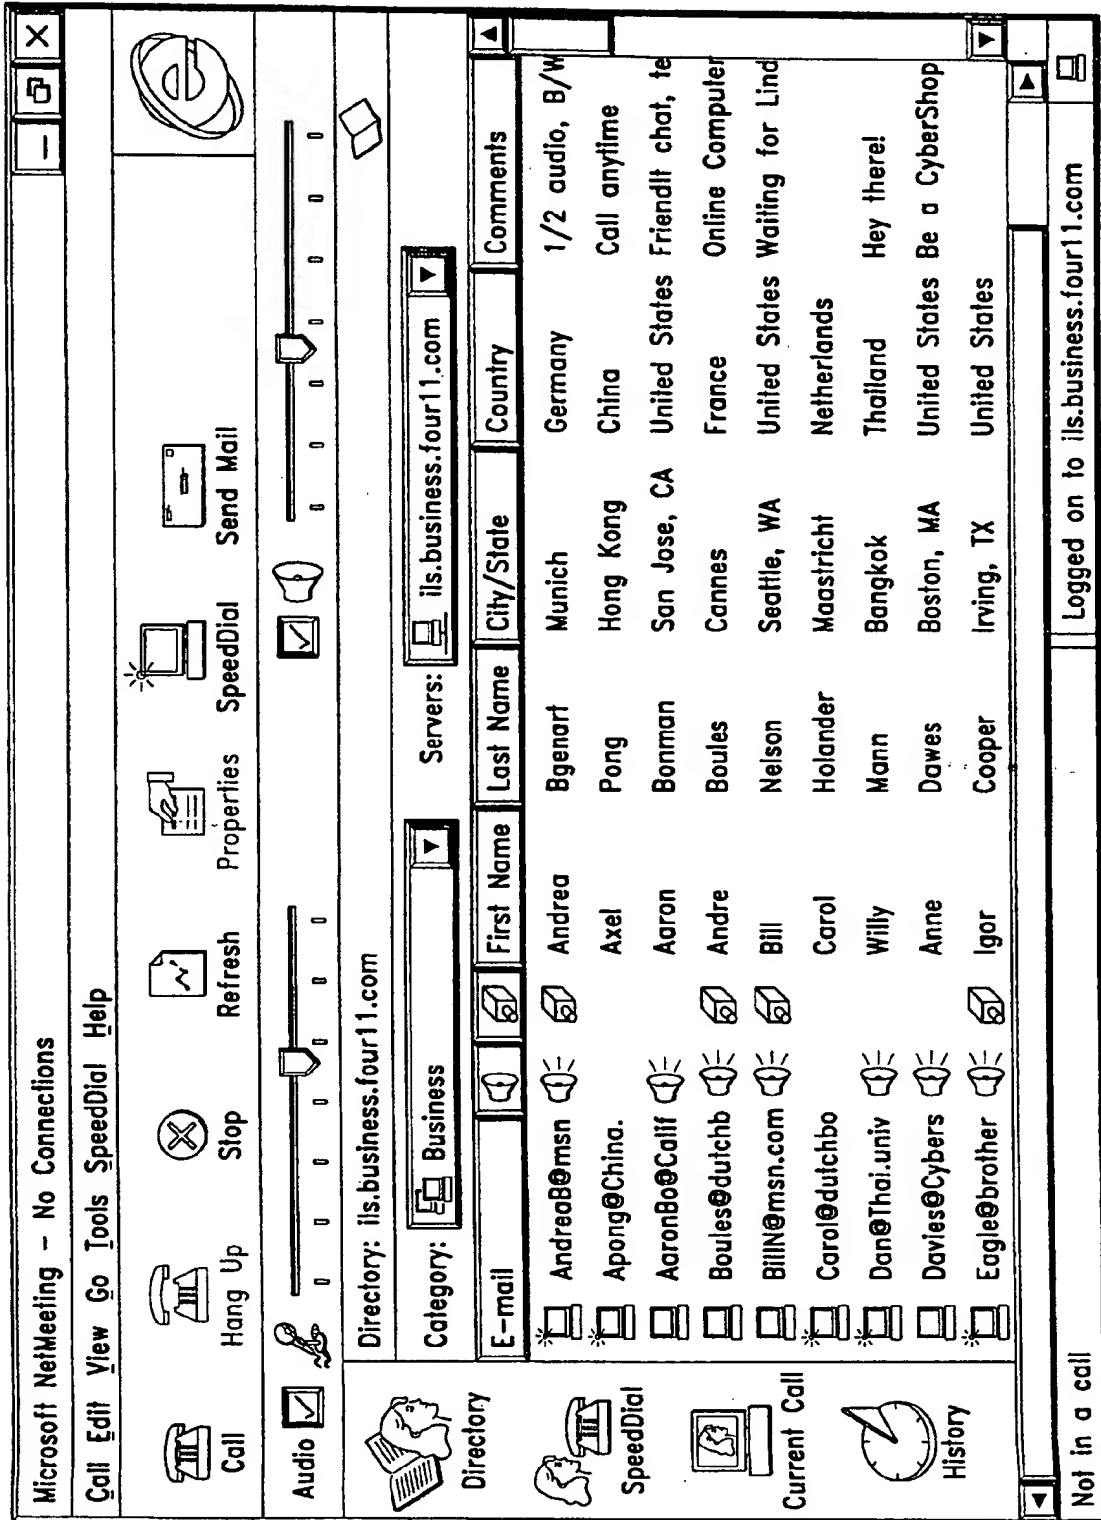 Microsoft NetMeeting – No Connections
Call Edit View Go Tools SpeedDial Help
Call Hang Up Stop Refresh Properties SpeedDial Send Mail
Audio
Directory
SpeedDial
Current Call
History
Directory: ils.business.four11.com
Category: Business Servers: ils.business.four11.com
E-mail First Name Last Name City/State Country Comments
AndreaB@msn Andrea Bgenart Munich Germany 1/2 audio, B/W
Apong@China. Axel Pong Hong Kong China Call anytime
AaronBo@Calif Aaron Bonman San Jose, CA United States FriendIt chat, te
Boules@dutchb Andre Boules Cannes France Online Computer
BillN@msn.com Bill Nelson Seattle, WA United States Waiting for Lind
Carol@dutchbo Carol Holander Maastricht Netherlands
Dan@Thai.univ Willy Mann Bangkok Thailand Hey there!
Davies@Cybers Anne Dawes Boston, MA United States Be a CyberShop
Eagle@brother Igor Cooper Irving, TX United States
Not in a call Logged on to ils.business.four11.com